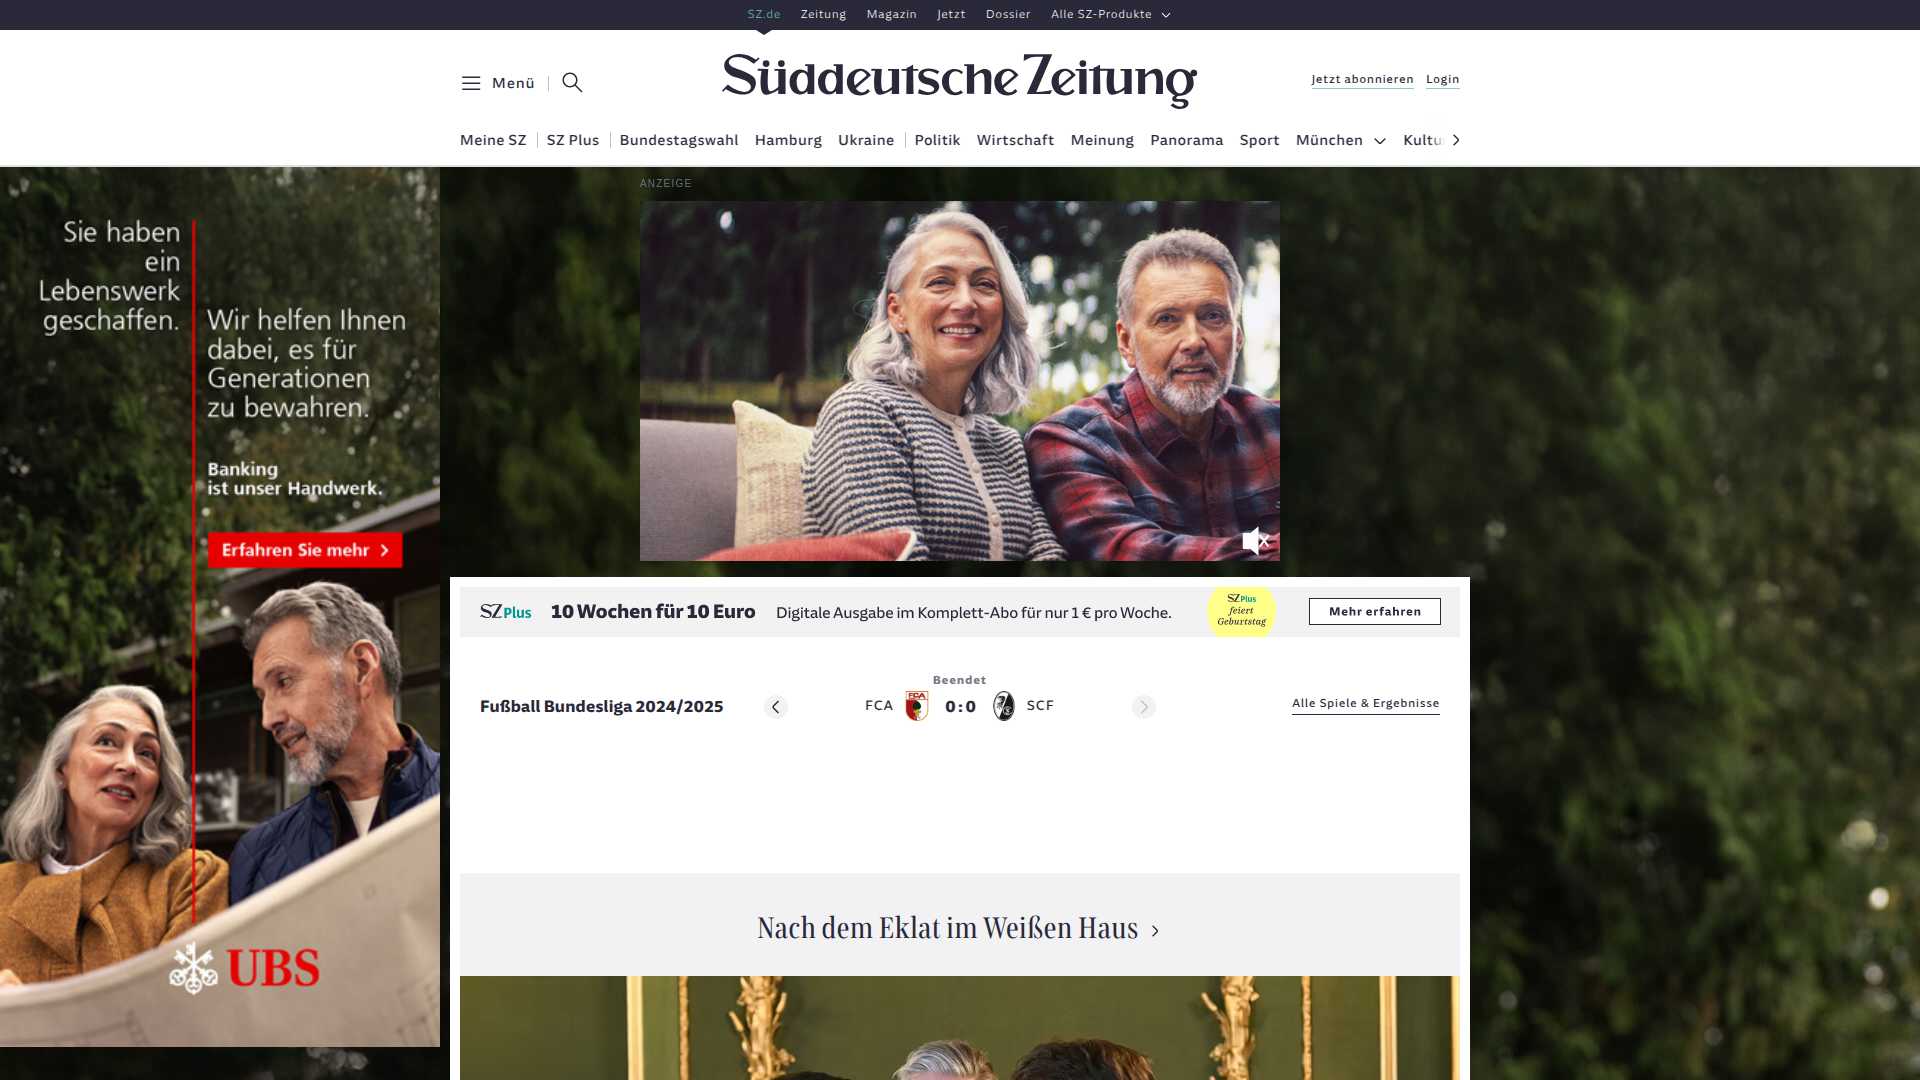 SZ.de Zeitung Magazin Jetzt Dossier Alle SZ-Produkte
Menü
Süddeutsche Zeitung
Jetzt abonnieren Login
Meine SZ SZ Plus Bundestagswahl Hamburg Ukraine Politik Wirtschaft Meinung Panorama Sport München Kultu
ANZEIGE
Sie haben
ein
Lebenswerk
geschaffen.
Wir helfen Ihnen
dabei, es für
Generationen
zu bewahren.
Banking
ist unser Handwerk.
Erfahren Sie mehr
UBS
SZ Plus 10 Wochen für 10 Euro Digitale Ausgabe im Komplett-Abo für nur 1 € pro Woche.
SZ Plus
feiert
Geburtstag
Mehr erfahren
Beendet
Fußball Bundesliga 2024/2025
FCA FCA 0:0 SCF
Alle Spiele & Ergebnisse
Nach dem Eklat im Weißen Haus